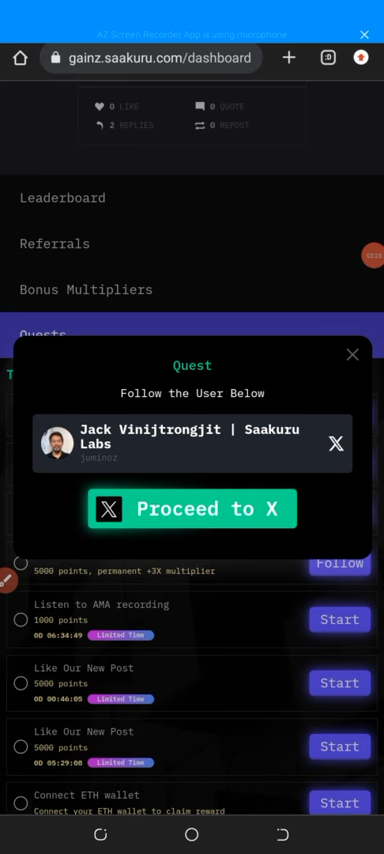 AZ Screen Recorder App is using microphone
gainz.saakuru.com/dashboard
:D
0 LIKE
0 QUOTE
2 REPLIES
0 REPOST
Leaderboard
Referrals
03:23
Bonus Multipliers
Quests
T
Quest
Follow the User Below
Jack Vinijtrongjit | Saakuru
Labs
juminoz
Proceed to X
Follow
5000 points, permanent +3X multiplier
Listen to AMA recording
1000 points
Start
0D 06:34:49 Limited Time
Like Our New Post
5000 points
Start
0D 00:46:05 Limited Time
Like Our New Post
5000 points
Start
0D 05:29:08 Limited Time
Connect ETH wallet
Start
Connect your ETH wallet to claim reward